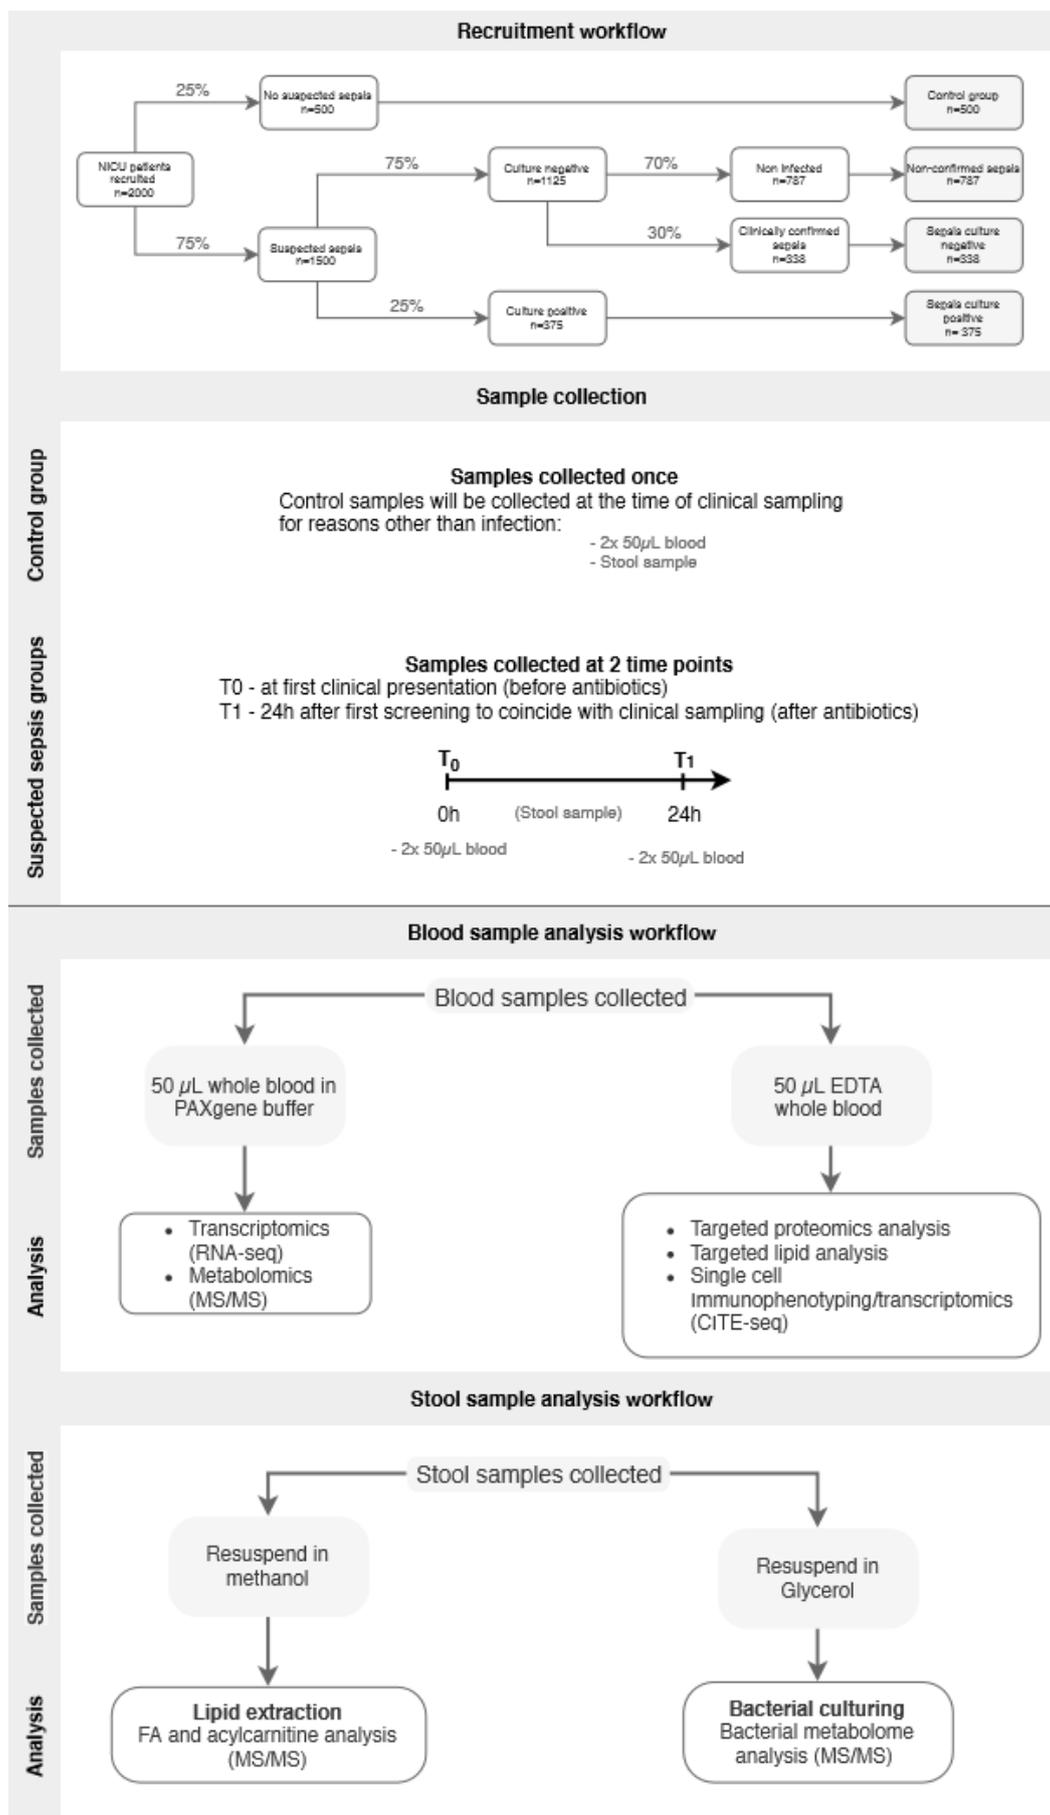 Recruitment workflow
25%
No suspected sepsis
n=500
Control group
n=500
NICU patients
recruited
n=2000
75%
Culture negative
n=1125
70%
Non Infected
n=787
Non-confirmed sepsis
n=787
75%
Suspected sepsis
n=1500
30%
Clinically confirmed
sepsis
n=338
Sepsis culture
negative
n=338
25%
Culture positive
n=375
Sepsis culture
positive
n= 375
Sample collection
Control group
Samples collected once
Control samples will be collected at the time of clinical sampling
for reasons other than infection:
- 2x 50µL blood
- Stool sample
Suspected sepsis groups
Samples collected at 2 time points
T0 - at first clinical presentation (before antibiotics)
T1 - 24h after first screening to coincide with clinical sampling (after antibiotics)
T0
T1
0h
(Stool sample)
24h
- 2x 50µL blood
- 2x 50µL blood
Blood sample analysis workflow
Samples collected
Blood samples collected
50 µL whole blood in
PAXgene buffer
50 µL EDTA
whole blood
Analysis
• Transcriptomics
(RNA-seq)
• Metabolomics
(MS/MS)
• Targeted proteomics analysis
• Targeted lipid analysis
• Single cell
Immunophenotyping/transcriptomics
(CITE-seq)
Stool sample analysis workflow
Samples collected
Stool samples collected
Resuspend in
methanol
Resuspend in
Glycerol
Analysis
Lipid extraction
FA and acylcarnitine analysis
(MS/MS)
Bacterial culturing
Bacterial metabolome
analysis (MS/MS)